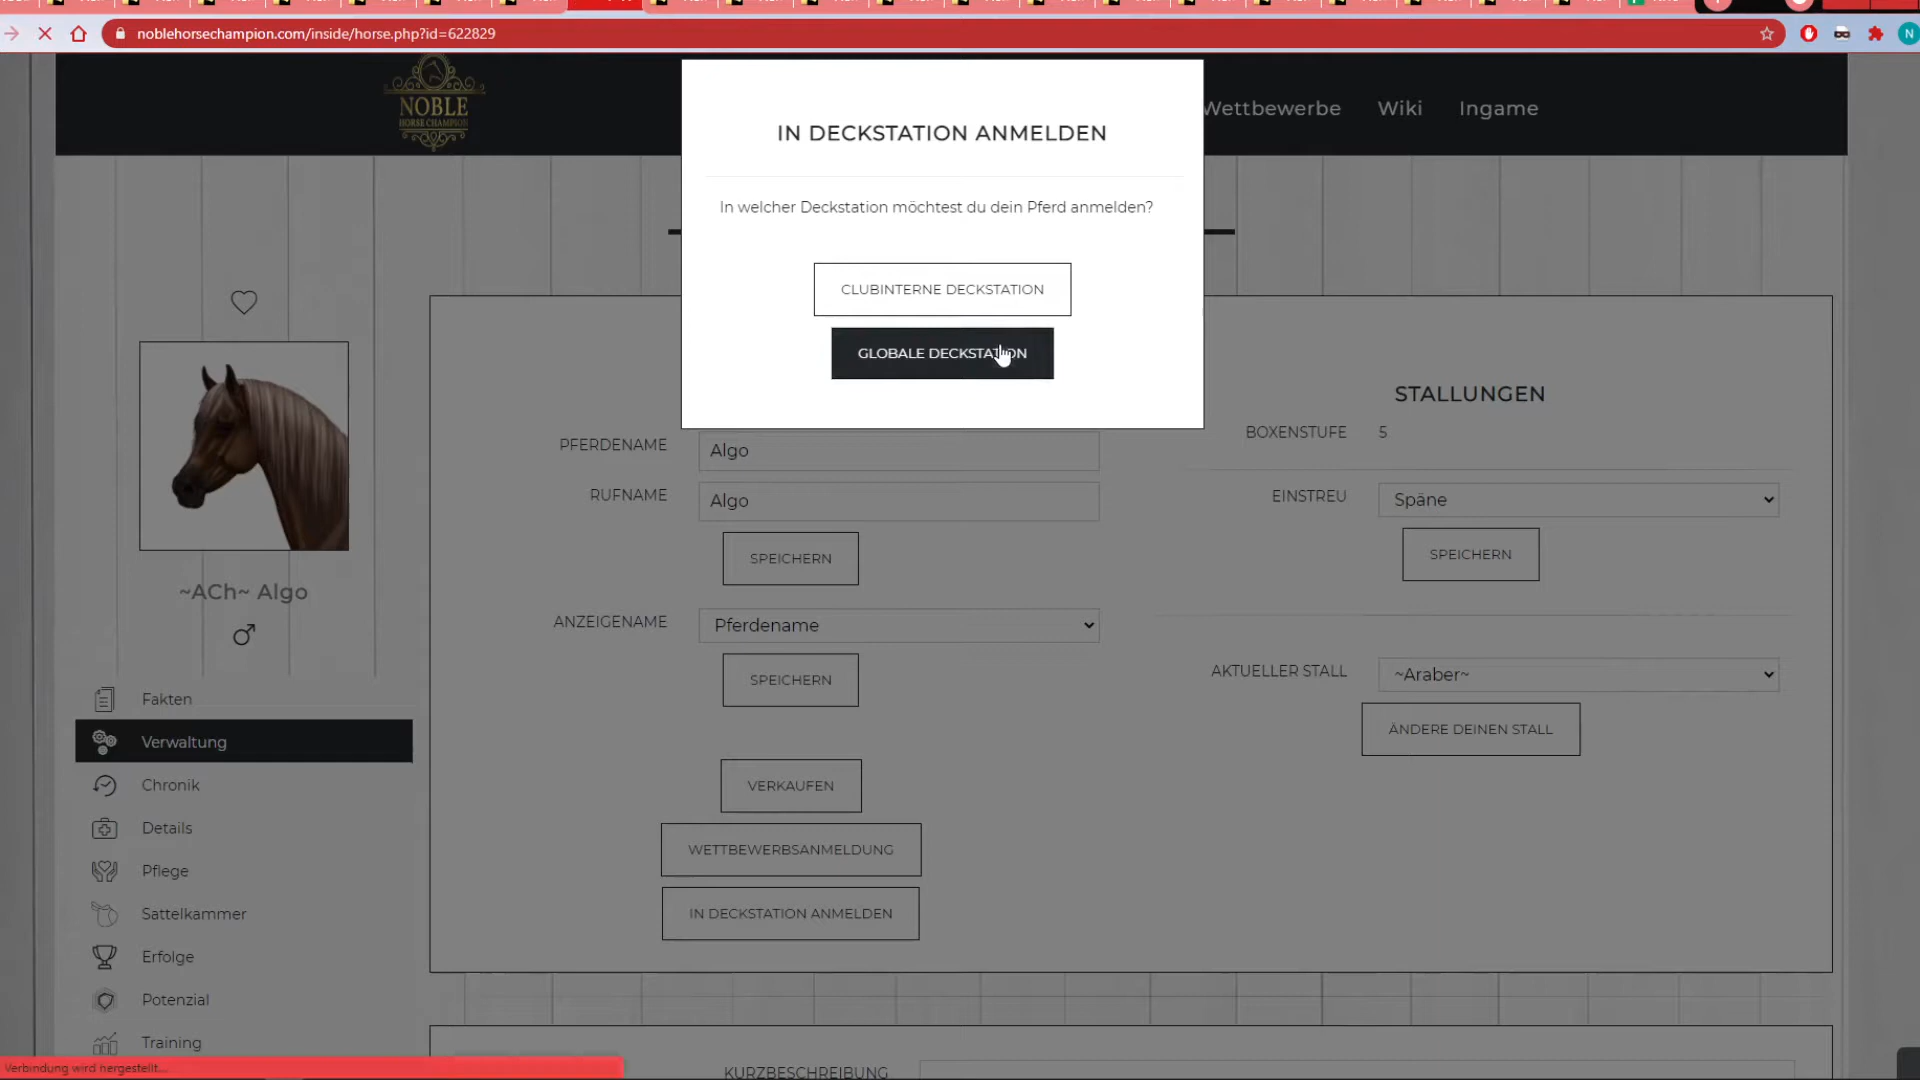 noblehorsechampion.com/inside/horse.php?id=622829
N
NOBLE
HORSE CHAMPION
Wettbewerbe
Wiki
Ingame
IN DECKSTATION ANMELDEN
In welcher Deckstation möchtest du dein Pferd anmelden?
CLUBINTERNE DECKSTATION
GLOBALE DECKSTATION
STALLUNGEN
BOXENSTUFE 5
PFERDENAME Algo
RUFNAME Algo
EINSTREU Späne
SPEICHERN
SPEICHERN
~ACh~ Algo
ANZEIGENAME Pferdename
SPEICHERN
AKTUELLER STALL ~Araber~
ÄNDERE DEINEN STALL
Fakten
Verwaltung
Chronik
Details
Pflege
Sattelkammer
Erfolge
Potenzial
Training
VERKAUFEN
WETTBEWERBSANMELDUNG
IN DECKSTATION ANMELDEN
Verbindung wird hergestellt...
KURZBESCHREIBUNG